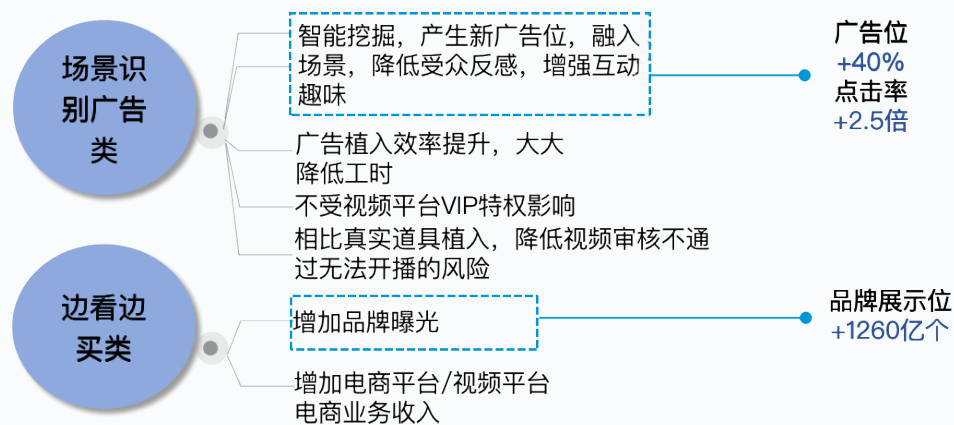 场景识
别广告
类
智能挖掘，产生新广告位，融入
场景，降低受众反感，增强互动
趣味
广告位
+40%
点击率
+2.5倍
广告植入效率提升，大大
降低工时
不受视频平台VIP特权影响
相比真实道具植入，降低视频审核不通
过无法开播的风险
边看边
买类
增加品牌曝光
品牌展示位
+1260亿个
增加电商平台/视频平台
电商业务收入